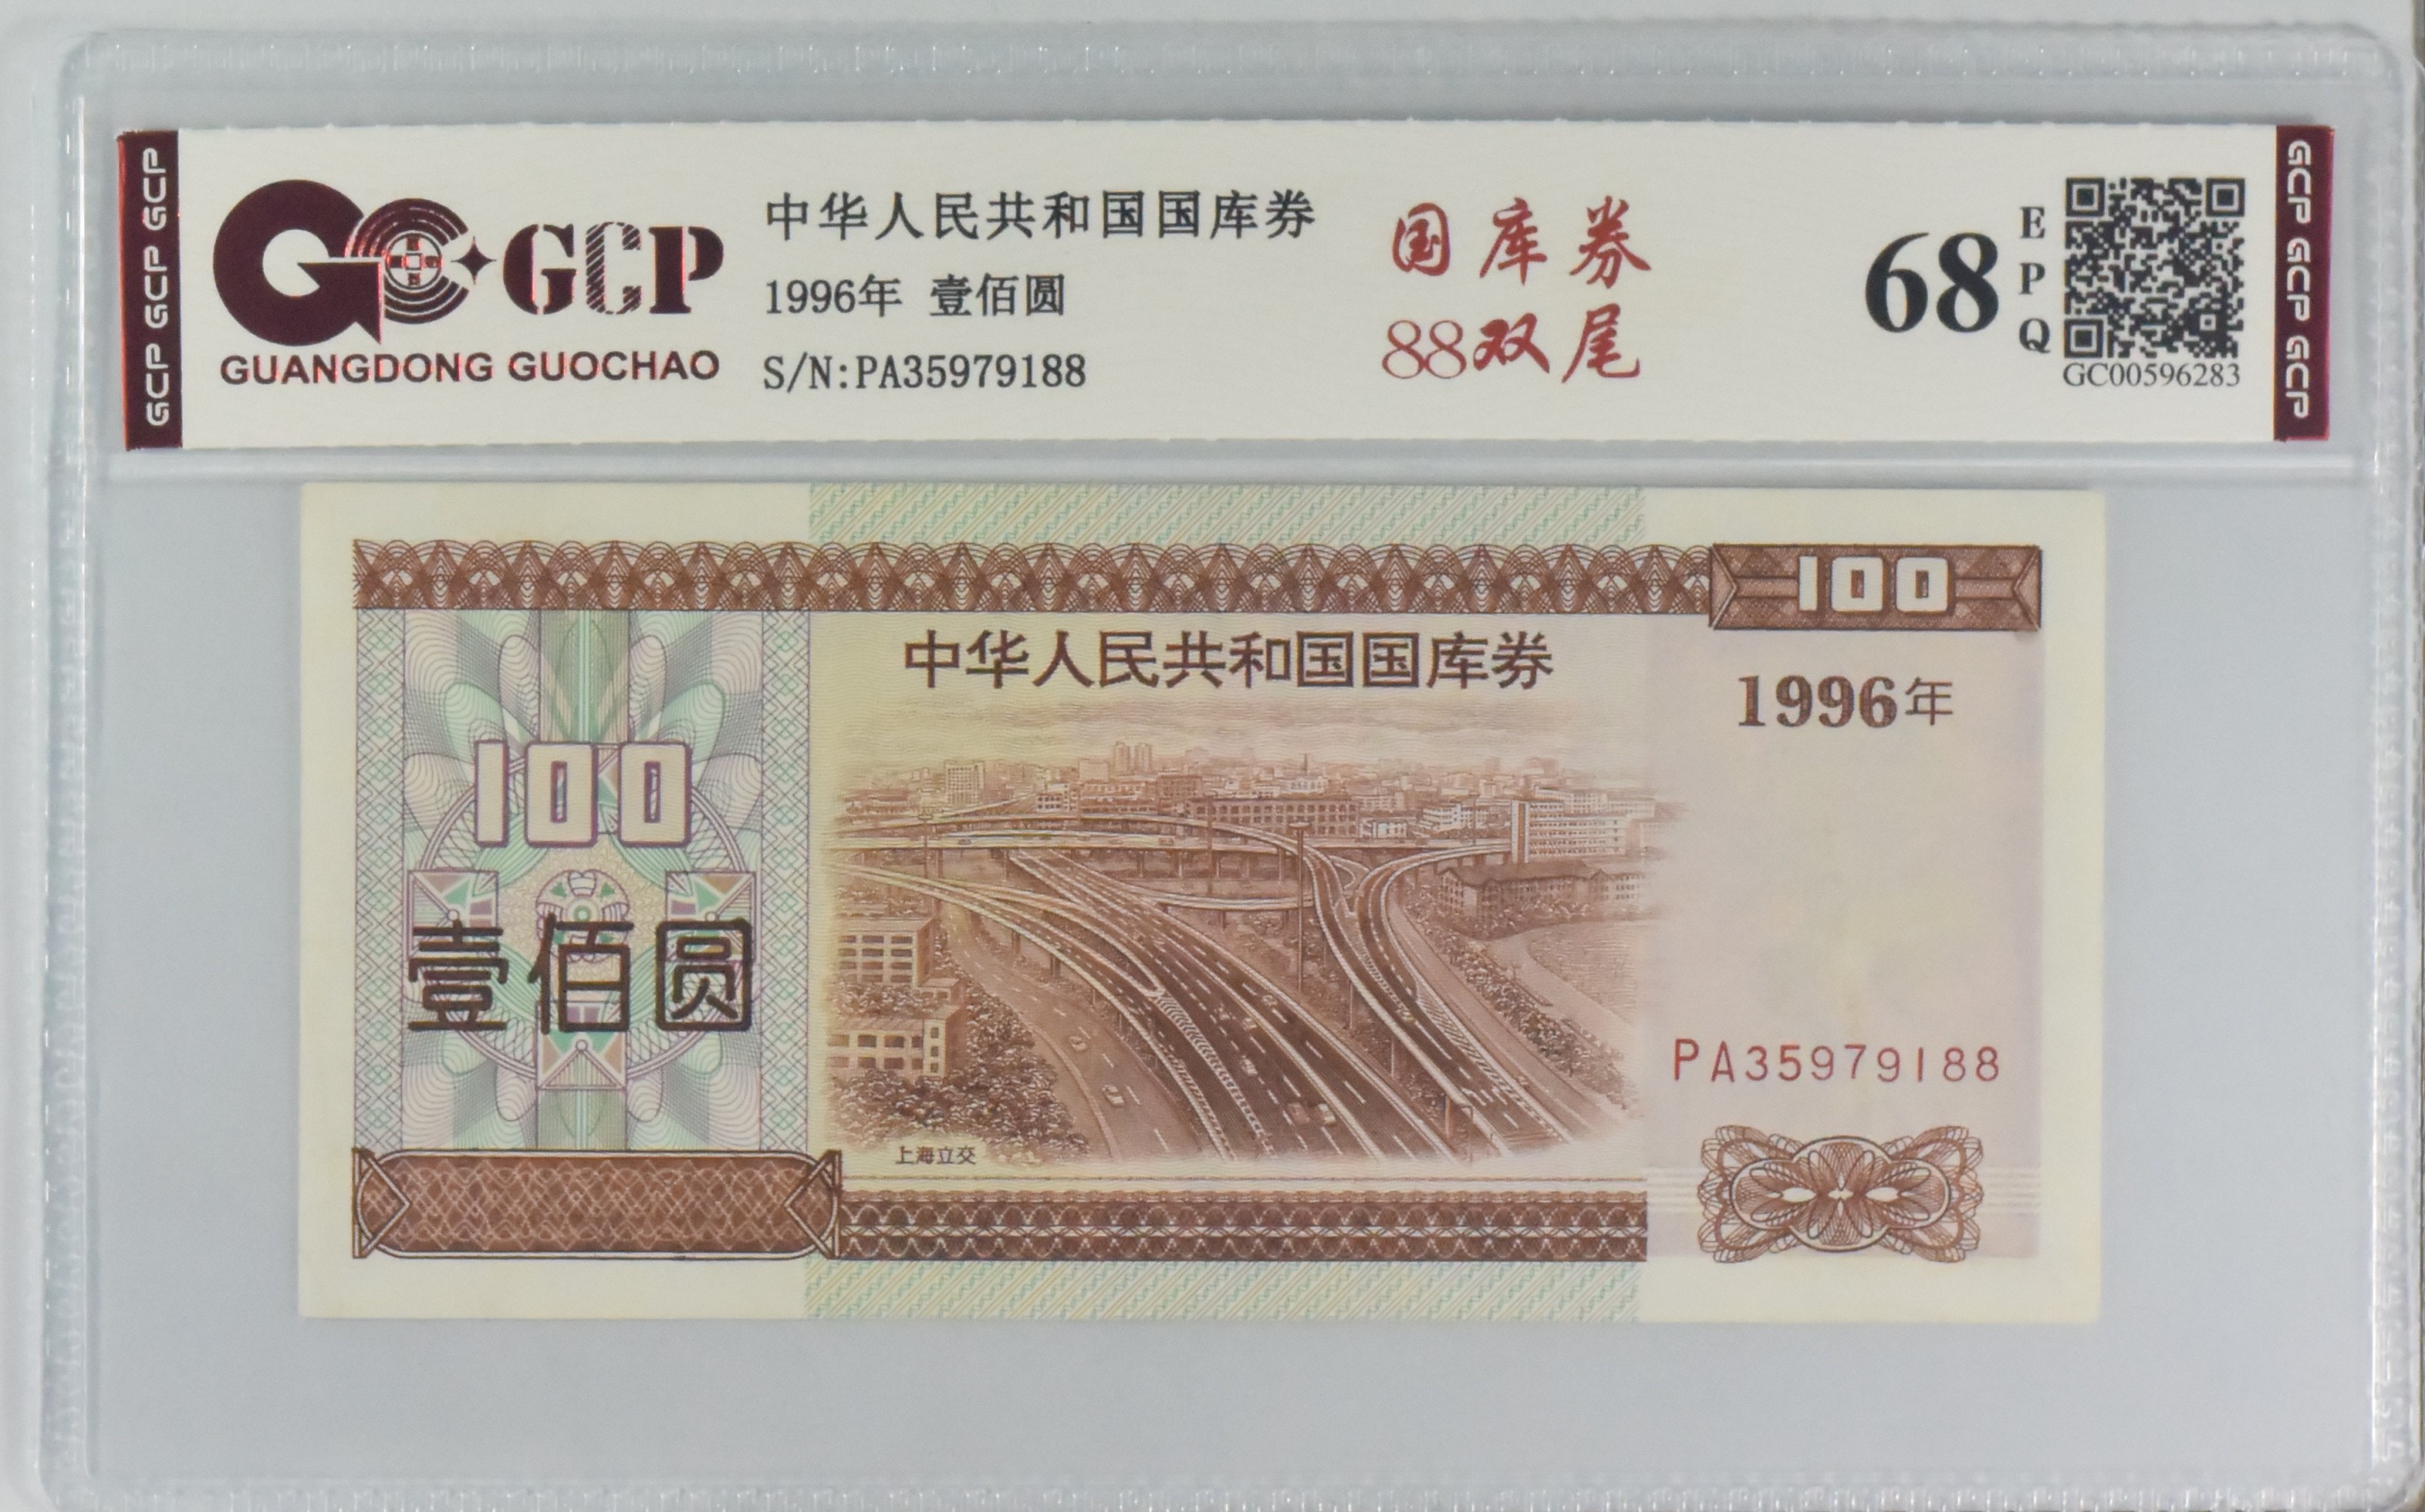 GCP GCP GCP
GCP
GUANGDONG GUOCHAO
中华人民共和国国库券
1996年 壹佰圆
S/N:PA35979188
国库券
88双尾
68
EPQ
GC00596283
GCP GCP GCP
100
中华人民共和国国库券
1996年
100
壹佰圆
PA35979188
上海立交